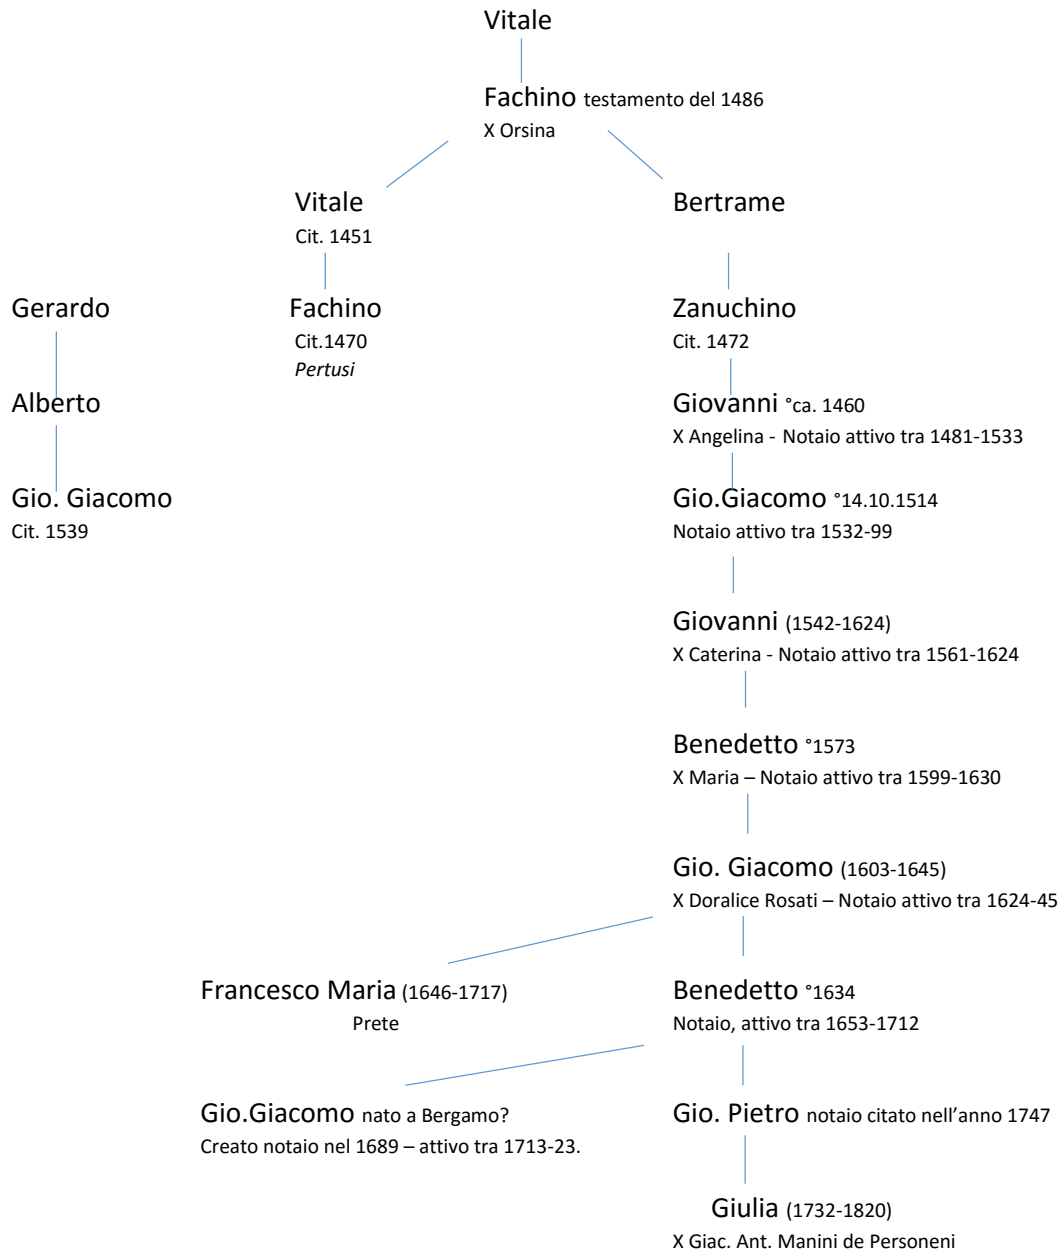 Vitale
Fachino testamento del 1486
X Orsina
Vitale
Cit. 1451
Bertrame
Gerardo
Fachino
Cit.1470
Pertusi
Zanuchino
Cit. 1472
Alberto
Giovanni °ca. 1460
X Angelina - Notaio attivo tra 1481-1533
Gio. Giacomo
Cit. 1539
Gio.Giacomo °14.10.1514
Notaio attivo tra 1532-99
Giovanni (1542-1624)
X Caterina - Notaio attivo tra 1561-1624
Benedetto °1573
X Maria – Notaio attivo tra 1599-1630
Gio. Giacomo (1603-1645)
X Doralice Rosati – Notaio attivo tra 1624-45
Francesco Maria (1646-1717)
Prete
Benedetto °1634
Notaio, attivo tra 1653-1712
Gio.Giacomo nato a Bergamo?
Creato notaio nel 1689 – attivo tra 1713-23.
Gio. Pietro notaio citato nell’anno 1747
Giulia (1732-1820)
X Giac. Ant. Manini de Personeni